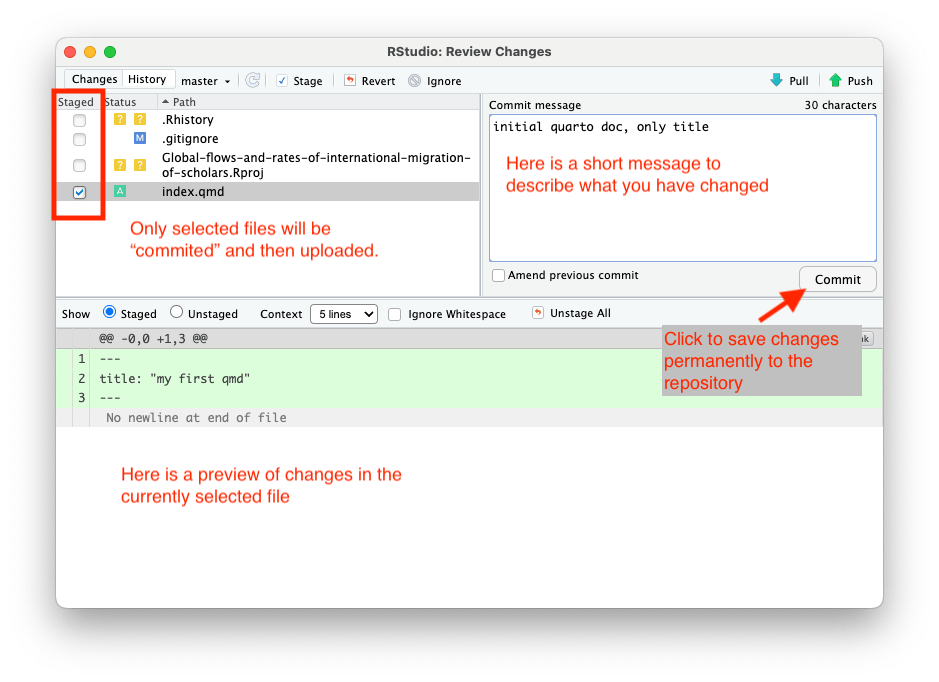 RStudio: Review Changes
Changes History master Stage Revert Ignore Pull Push
Staged Status Path
? ? .Rhistory
M .gitignore
? ? Global-flows-and-rates-of-international-migration-
of-scholars.Rproj
A index.qmd
Only selected files will be
“commited” and then uploaded.
Commit message 30 characters
initial quarto doc, only title
Here is a short message to
describe what you have changed
Amend previous commit
Commit
Show Staged Unstaged Context 5 lines Ignore Whitespace Unstage All
@@ -0,0 +1,3 @@
1 ---
2 title: "my first qmd"
3 ---
No newline at end of file
Click to save changes
permanently to the
repository
Here is a preview of changes in the
currently selected file